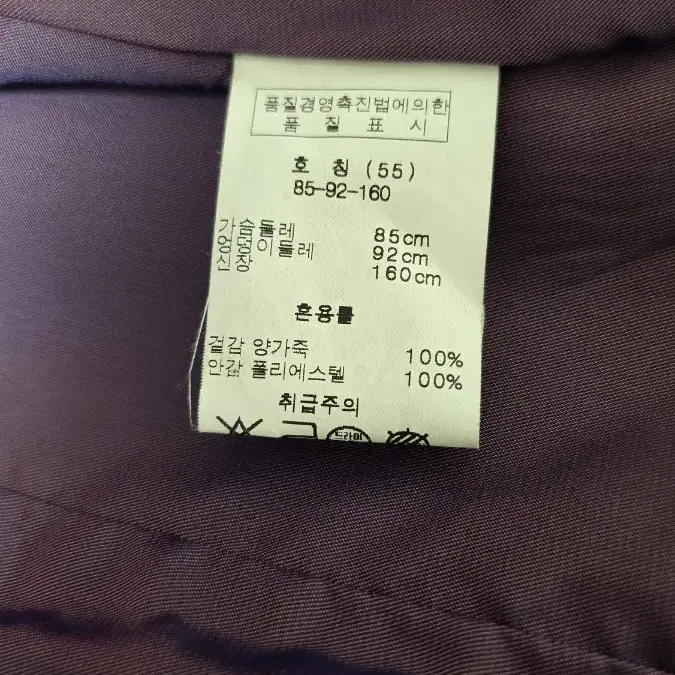 품질경영촉진법에의한
품 질 표 시
호 칭 (55)
85-92-160
가슴둘레 85cm
엉덩이둘레 92cm
신장 160cm
혼용률
겉감 양가죽 100%
안감 폴리에스텔 100%
취급주의
드라이